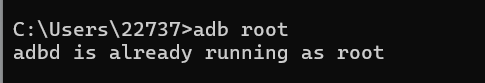 C:\Users\22737>adb root
adbd is already running as root